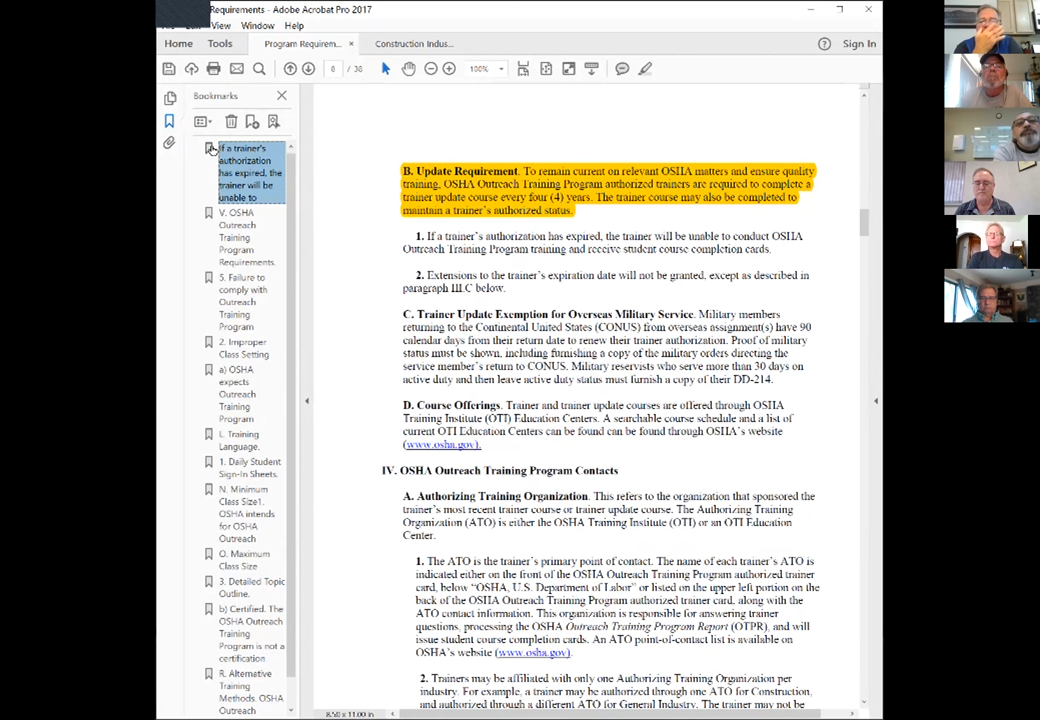 Requirements - Adobe Acrobat Pro 2017
View Window Help
Home Tools Program Requirem... × Construction Indus... Sign In
/ 38 100%
Bookmarks
If a trainer's
authorization
has expired, the
trainer will be
unable to
V. OSHA
Outreach
Training
Program
Requirements.
5. Failure to
comply with
Outreach
Training
Program
2. Improper
Class Setting
a) OSHA
expects
Outreach
Training
Program
L. Training
Language.
1. Daily Student
Sign-In Sheets.
N. Minimum
Class Size1.
OSHA intends
for OSHA
Outreach
O. Maximum
Class Size
3. Detailed Topic
Outline.
b) Certified. The
OSHA Outreach
Training
Program is not a
certification
R. Alternative
Training
Methods. OSHA
Outreach
B. Update Requirement. To remain current on relevant OSHA matters and ensure quality
training, OSHA Outreach Training Program authorized trainers are required to complete a
trainer update course every four (4) years. The trainer course may also be completed to
maintain a trainer's authorized status.
1. If a trainer's authorization has expired, the trainer will be unable to conduct OSHA
Outreach Training Program training and receive student course completion cards.
2. Extensions to the trainer's expiration date will not be granted, except as described in
paragraph III.C below.
C. Trainer Update Exemption for Overseas Military Service. Military members
returning to the Continental United States (CONUS) from overseas assignment(s) have 90
calendar days from their return date to renew their trainer authorization. Proof of military
status must be shown, including furnishing a copy of the military orders directing the
service member's return to CONUS. Military reservists who serve more than 30 days on
active duty and then leave active duty status must furnish a copy of their DD-214.
D. Course Offerings. Trainer and trainer update courses are offered through OSHA
Training Institute (OTI) Education Centers. A searchable course schedule and a list of
current OTI Education Centers can be found can be found through OSHA's website
(www.osha.gov).
IV. OSHA Outreach Training Program Contacts
A. Authorizing Training Organization. This refers to the organization that sponsored the
trainer's most recent trainer course or trainer update course. The Authorizing Training
Organization (ATO) is either the OSHA Training Institute (OTI) or an OTI Education
Center.
1. The ATO is the trainer's primary point of contact. The name of each trainer's ATO is
indicated either on the front of the OSHA Outreach Training Program authorized trainer
card, below "OSHA, U.S. Department of Labor" or listed on the upper left portion on the
back of the OSHA Outreach Training Program authorized trainer card, along with the
ATO contact information. This organization is responsible for answering trainer
questions, processing the OSHA Outreach Training Program Report (OTPR), and will
issue student course completion cards. An ATO point-of-contact list is available on
OSHA's website (www.osha.gov).
2. Trainers may be affiliated with only one Authorizing Training Organization per
industry. For example, a trainer may be authorized through one ATO for Construction,
and authorized through a different ATO for General Industry. The trainer may not be
8.50 x 11.00 in